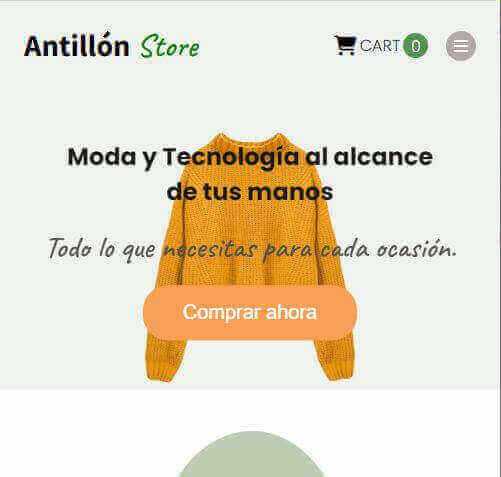 Antillón Store
CART 0
Moda y Tecnología al alcance
de tus manos
Todo lo que necesitas para cada ocasión.
Comprar ahora